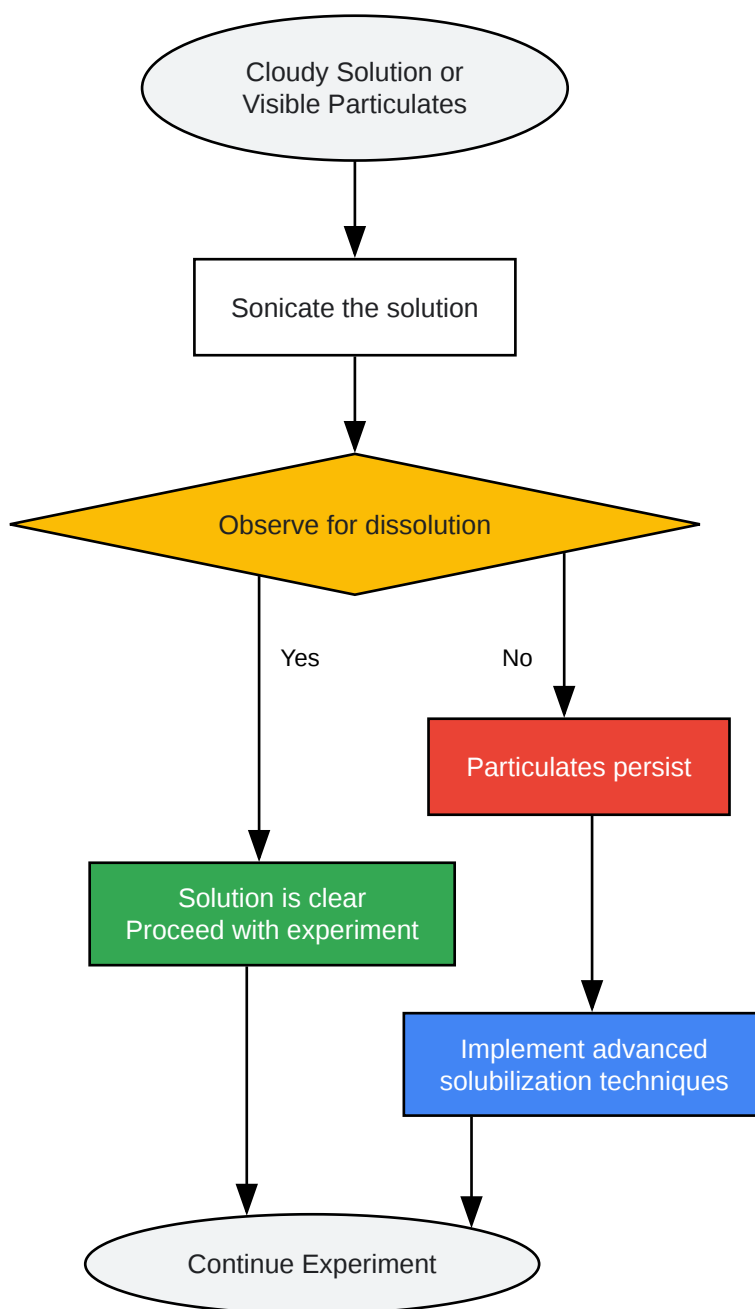 Cloudy Solution or
Visible Particulates
Sonicate the solution
Observe for dissolution
Yes
No
Particulates persist
Solution is clear
Proceed with experiment
Implement advanced
solubilization techniques
Continue Experiment